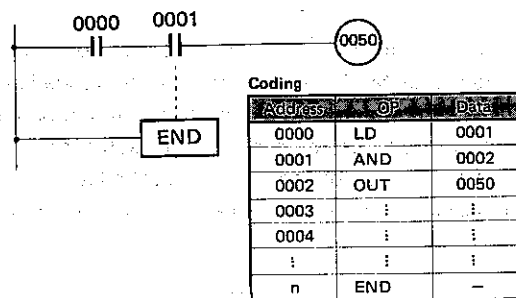 0000 0001
0050
END
Coding
Address OP Data
0000 LD 0001
0001 AND 0002
0002 OUT 0050
0003 ⋮ ⋮
0004 ⋮ ⋮
⋮ ⋮ ⋮
n END –